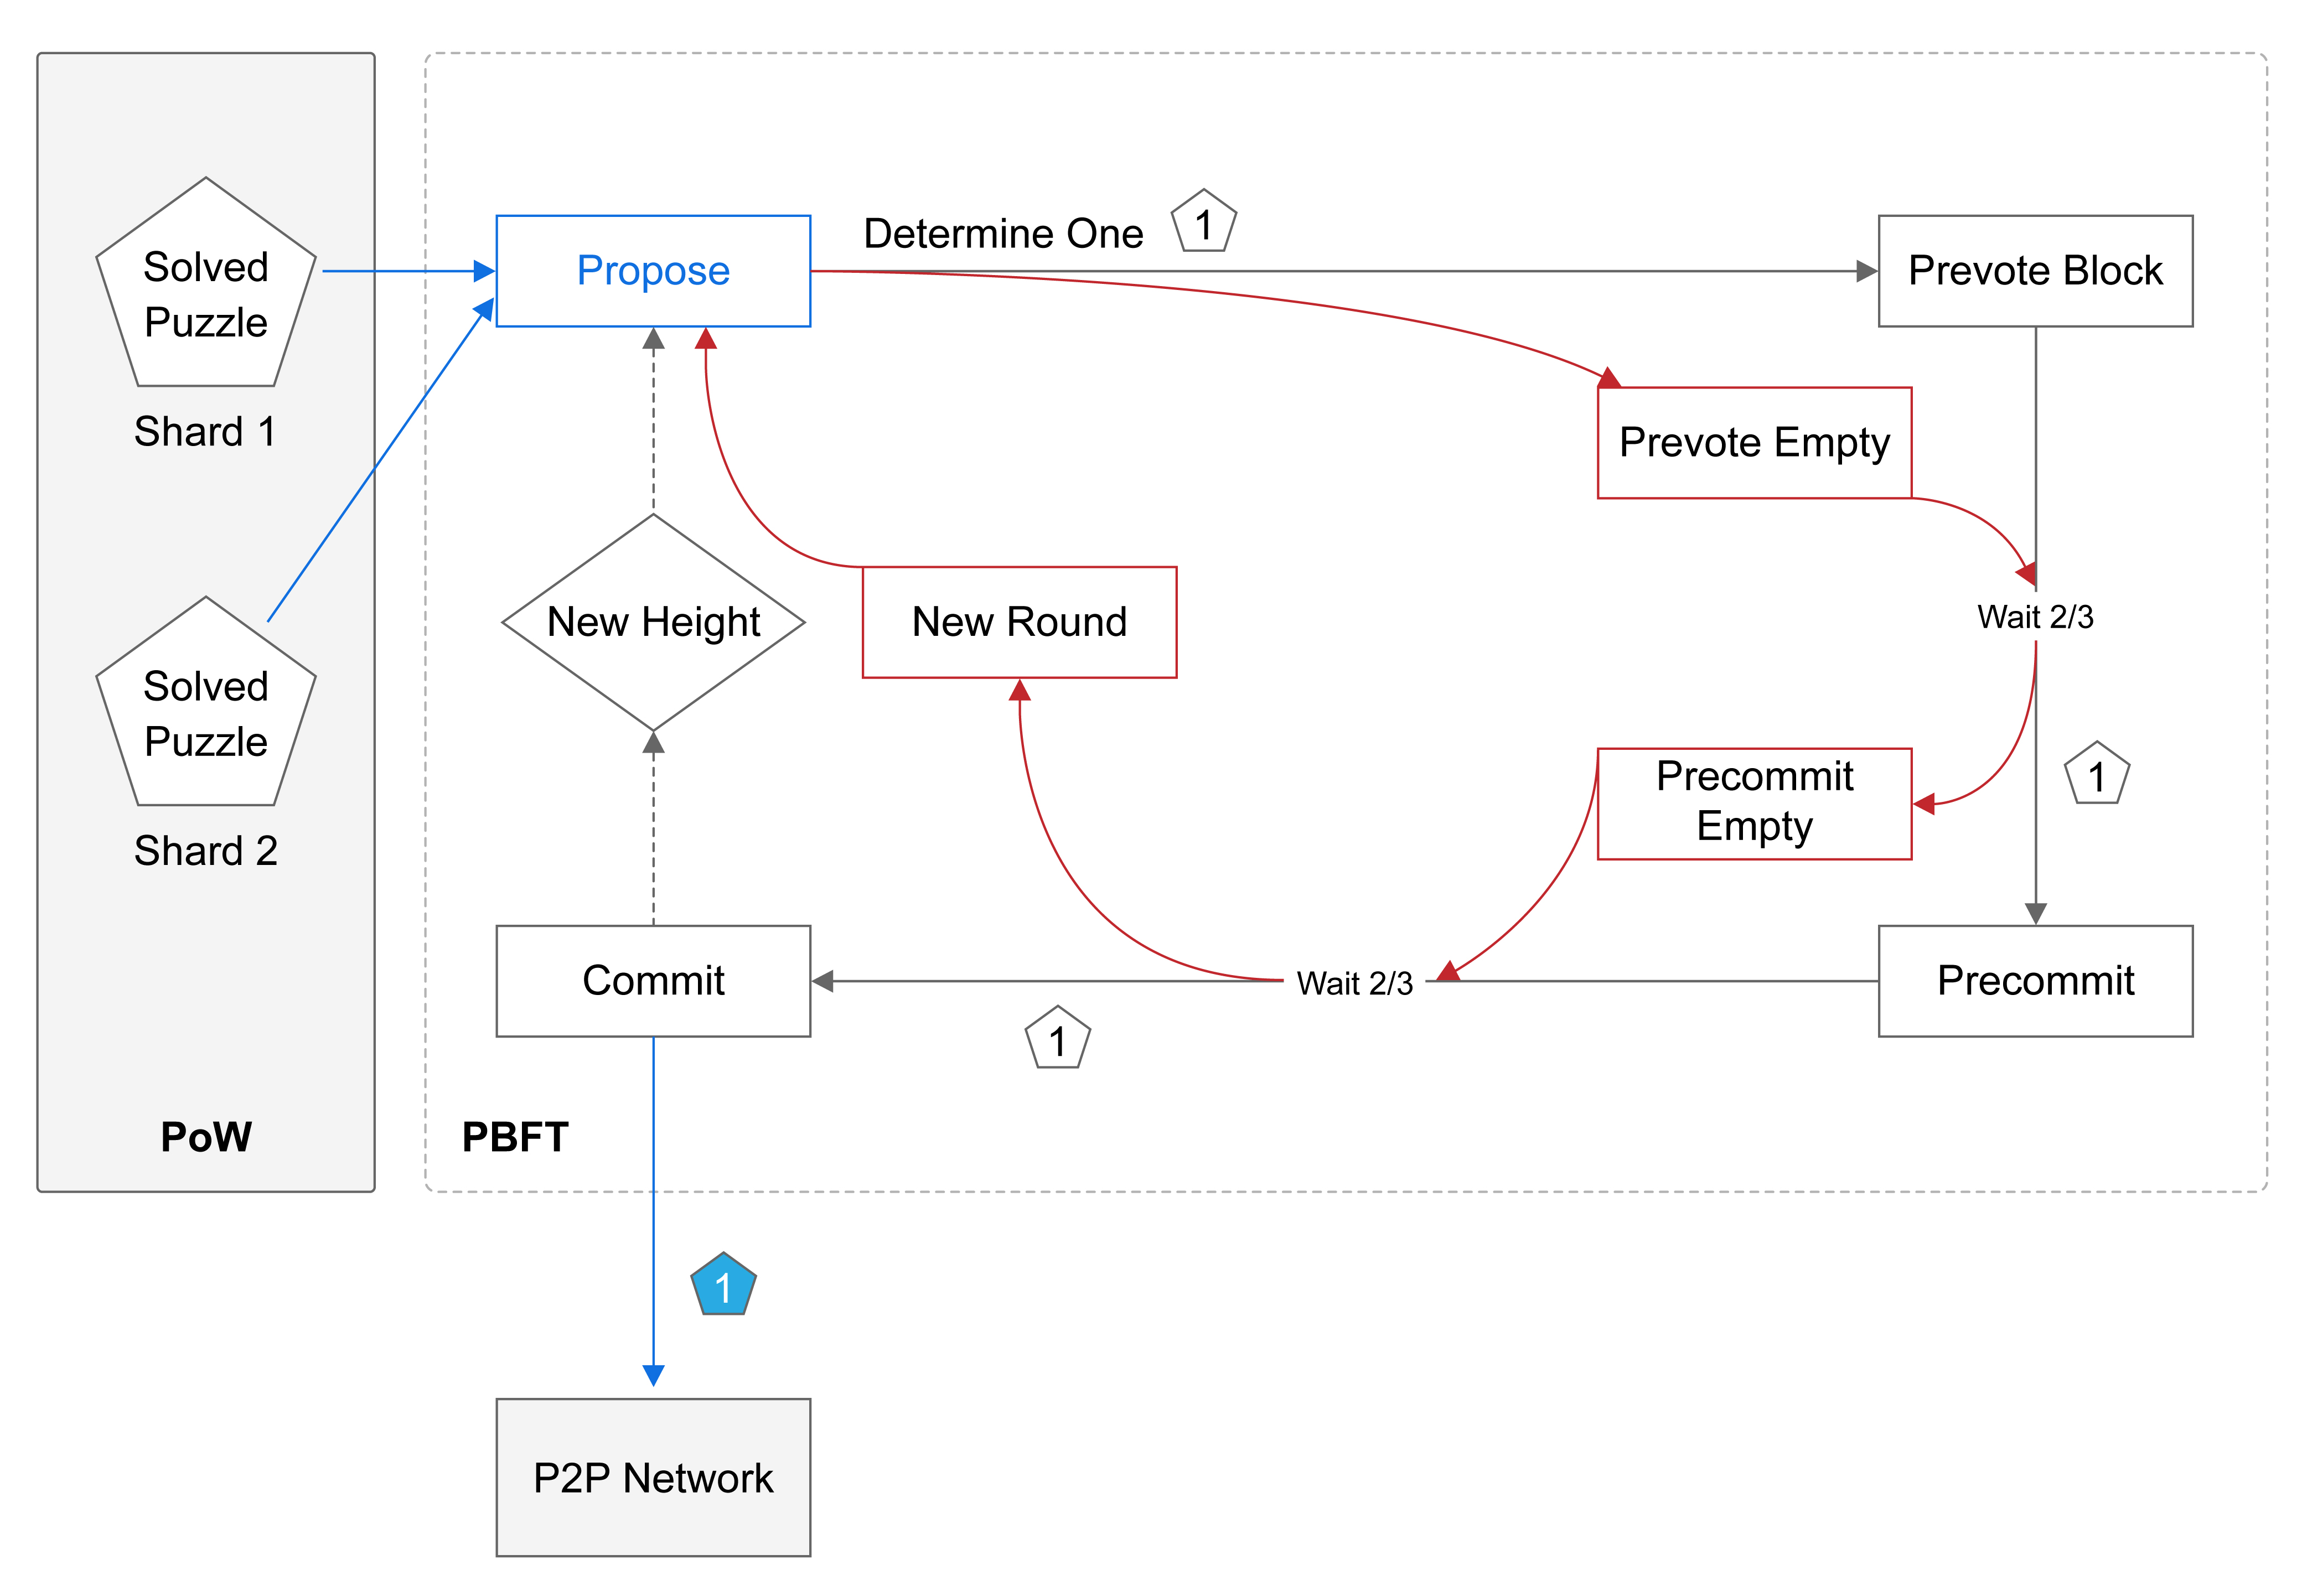 Solved
Puzzle
Shard 1
Solved
Puzzle
Shard 2
PoW
Propose
Determine One
1
Prevote Block
Prevote Empty
New Height
New Round
Wait 2/3
Precommit
Empty
1
Commit
Wait 2/3
Precommit
1
PBFT
1
P2P Network